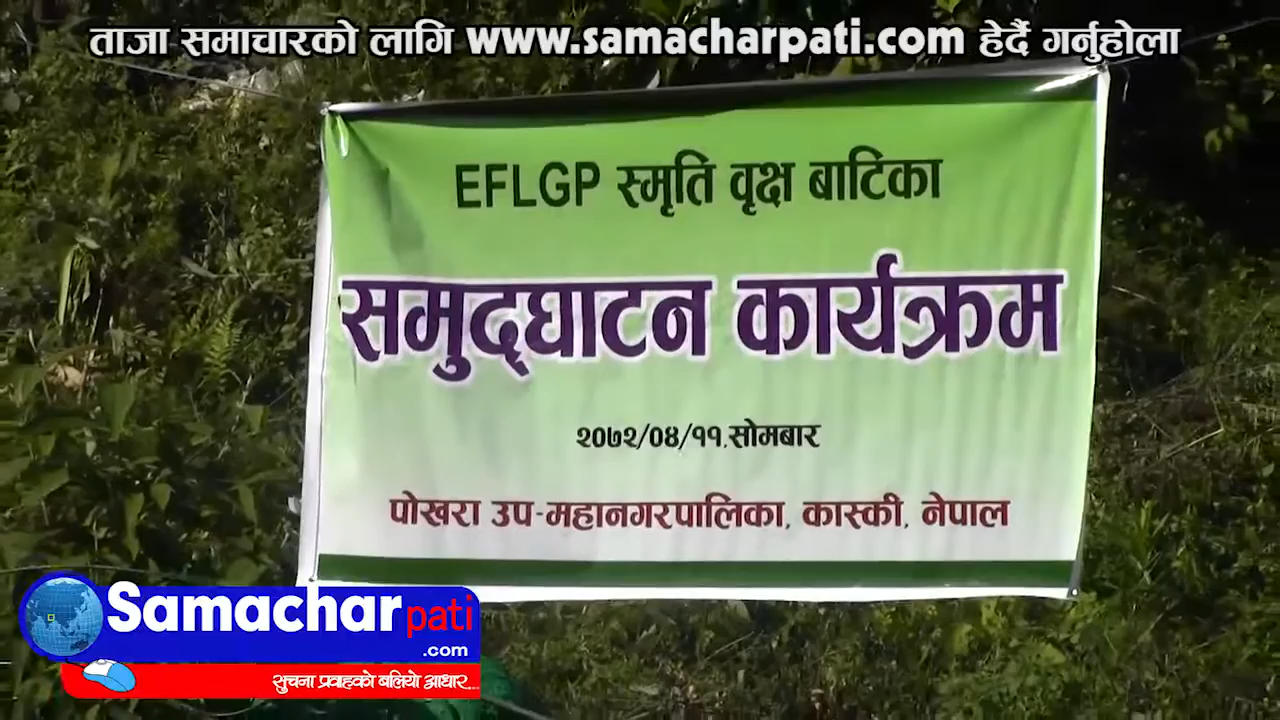 ताजा समाचारको लागि www.samacharpati.com हेर्दै गर्नुहोला
EFLGP स्मृति वृक्ष बाटिका
समुद्घाटन कार्यक्रम
२०७२/०४/११.सोमबार
पोखरा उप-महानगरपालिका, कास्की, नेपाल
Samacharpati
.com
सुचना प्रवाहको बलियो आधार...